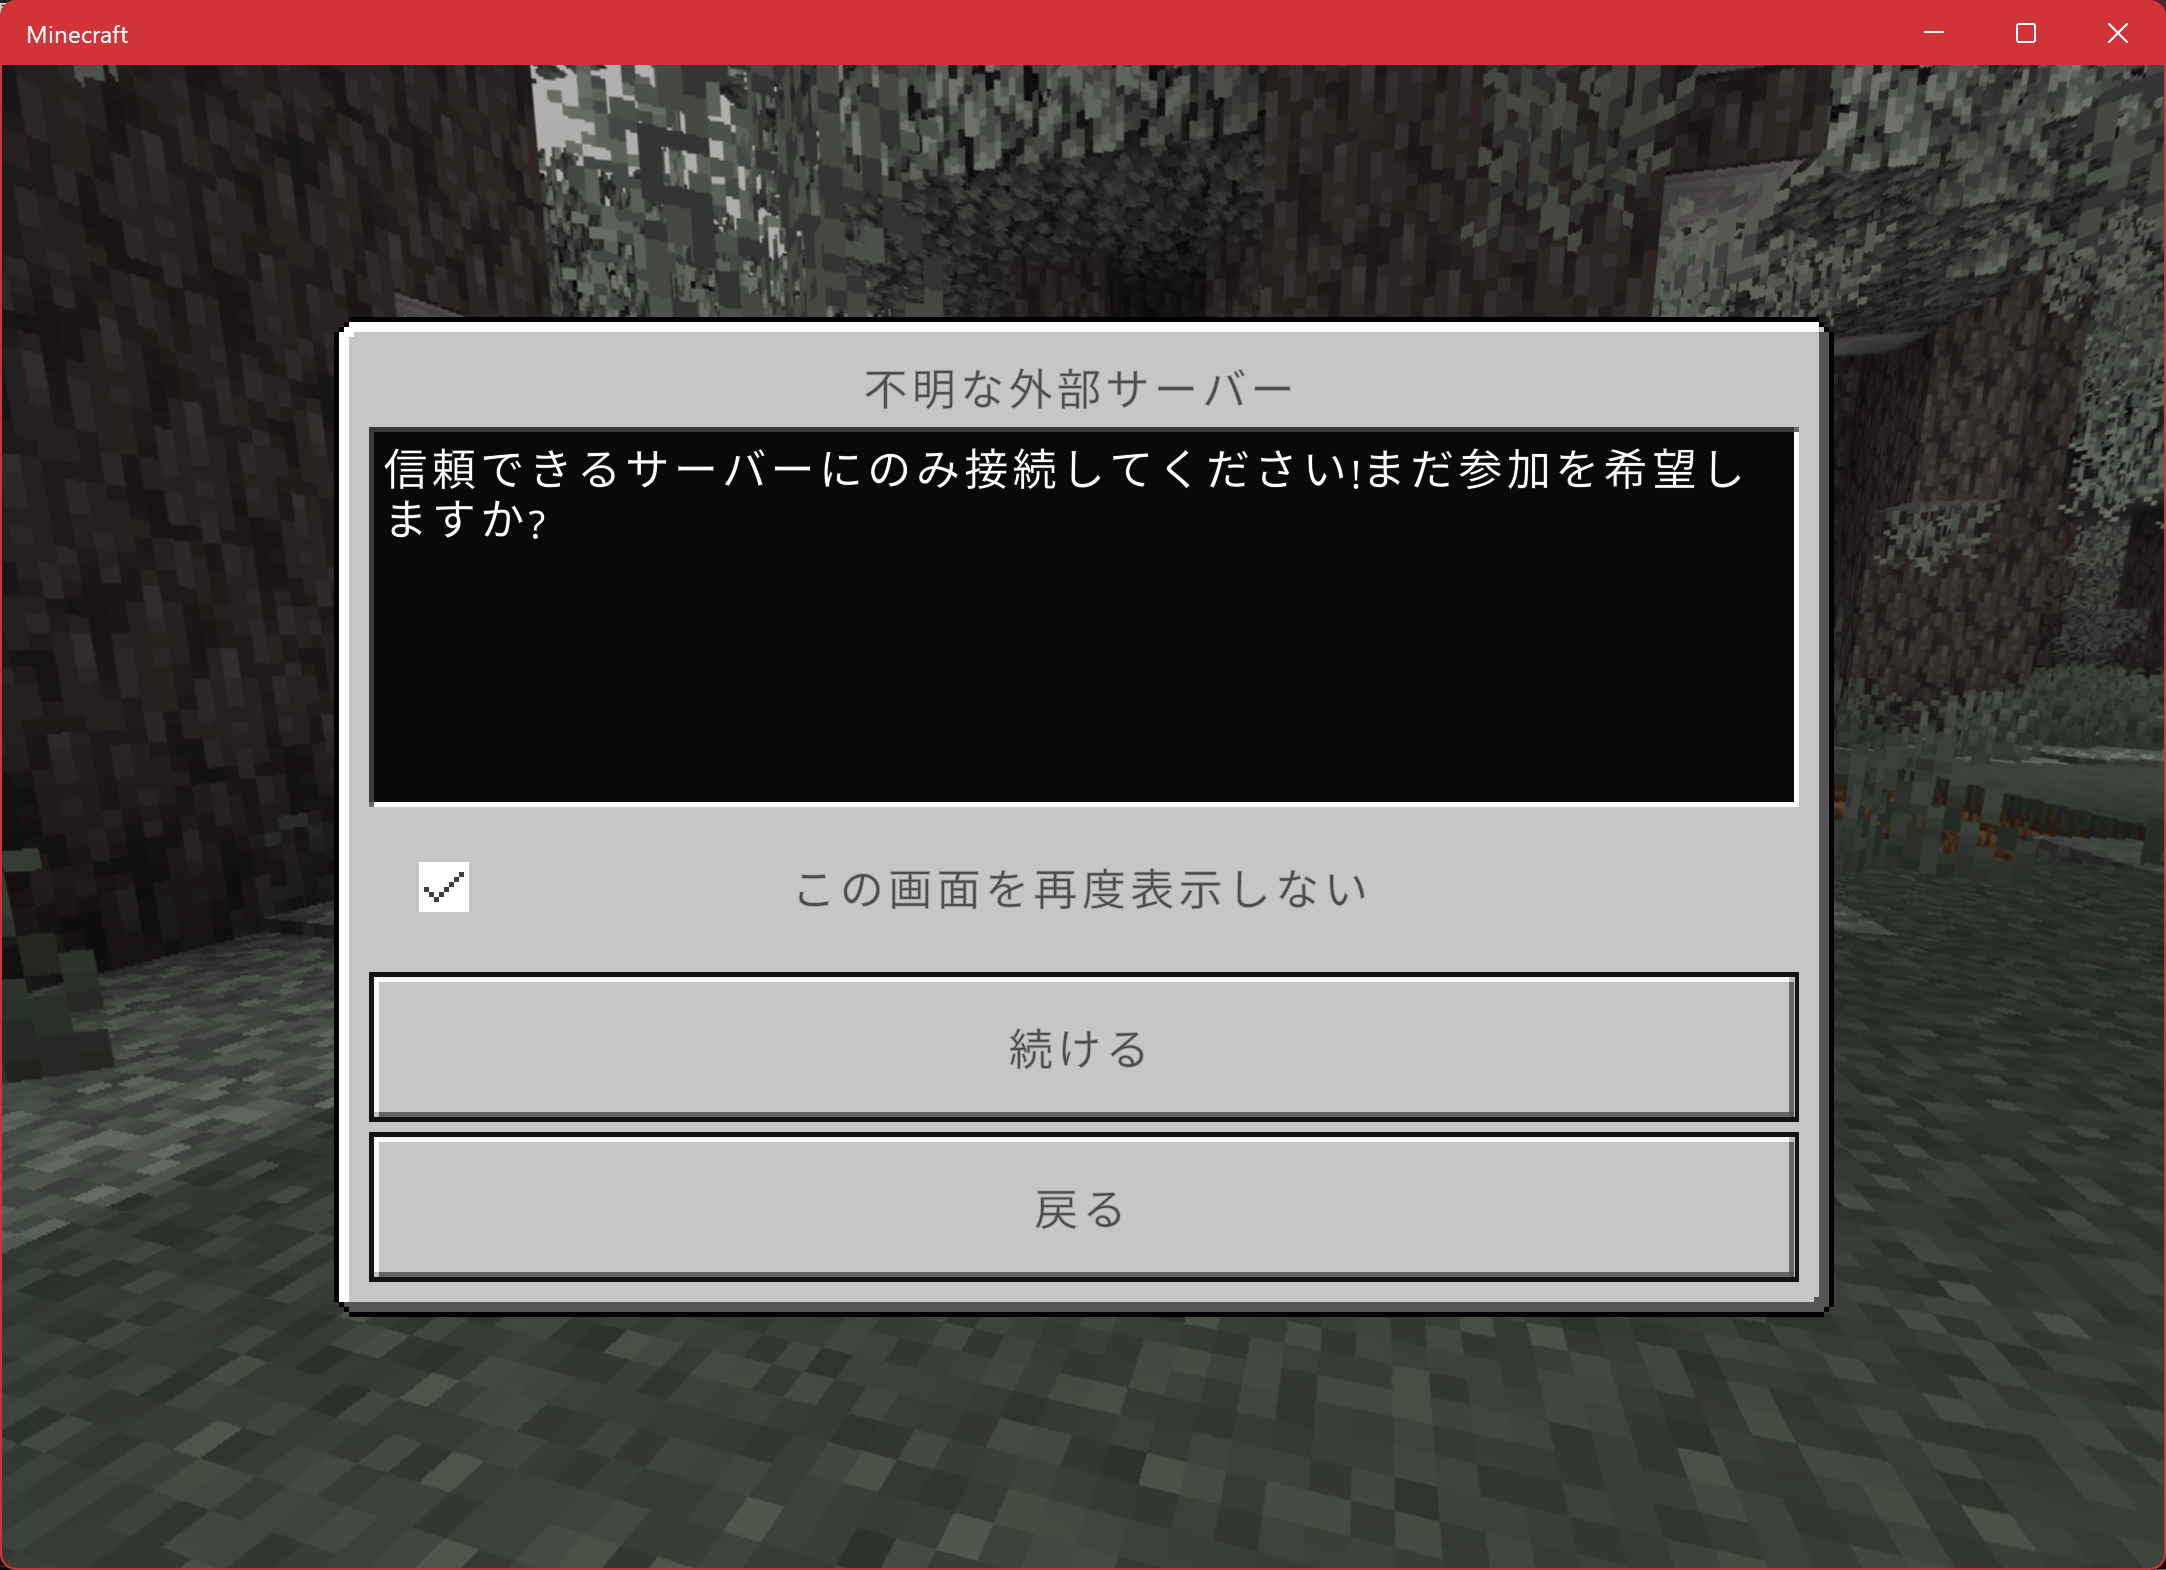 Minecraft
不明な外部サーバー
信頼できるサーバーにのみ接続してください!まだ参加を希望し
ますか?
この画面を再度表示しない
続ける
戻る